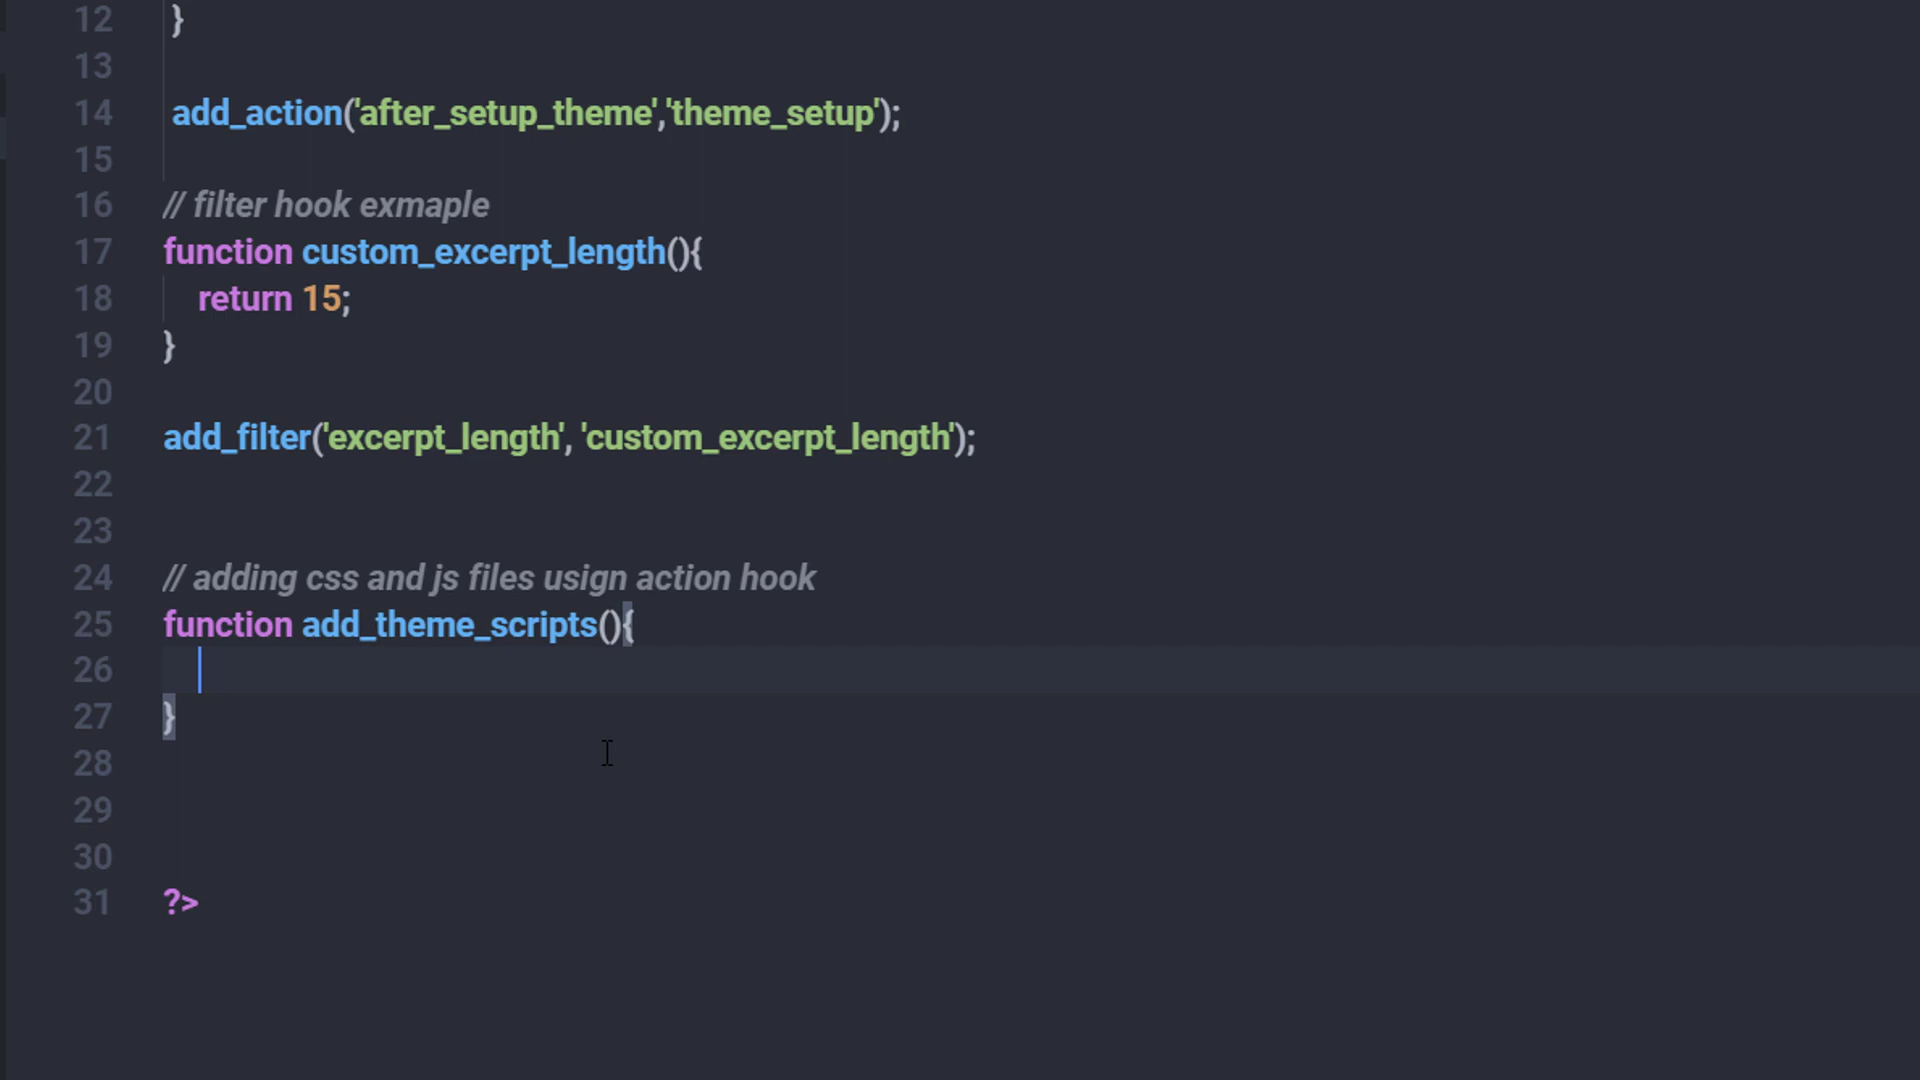 12 }
13
14 add_action('after_setup_theme','theme_setup');
15
16 // filter hook exmaple
17 function custom_excerpt_length(){
18 return 15;
19 }
20
21 add_filter('excerpt_length', 'custom_excerpt_length');
22
23
24 // adding css and js files usign action hook
25 function add_theme_scripts(){
26
27 }
28
29
30
31 ?>